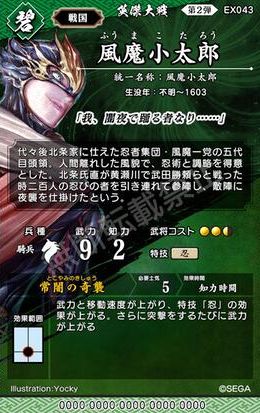 碧
戦国
英傑大戦
第2弾
EX043
ふうまこたろう
風魔小太郎
統一名称：風魔小太郎
生没年：不明～1603
「我、闇夜で躍る者なり……」
代々後北条家に仕えた忍者集団・風魔一党の五代
目頭領。人間離れした風貌で、忍術と謀略を得意
とした。北条氏直が黄瀬川で武田勝頼らと戦った
時二百人の忍びの者を引き連れて参陣し、敵陣に
夜襲を仕掛けたという。
兵種 武力 知力 武将コスト
騎兵 9 2 特技 忍
とこやみのきしゅう 必要士気 効果時間
常闇の奇襲 5 知力時間
効果範囲
武力と移動速度が上がり、特技「忍」の効
果が上がる。さらに突撃をするたびに武力
が上がる
無断転載禁
Illustration:Yocky
©SEGA
0000-0000-0000-0000-0000